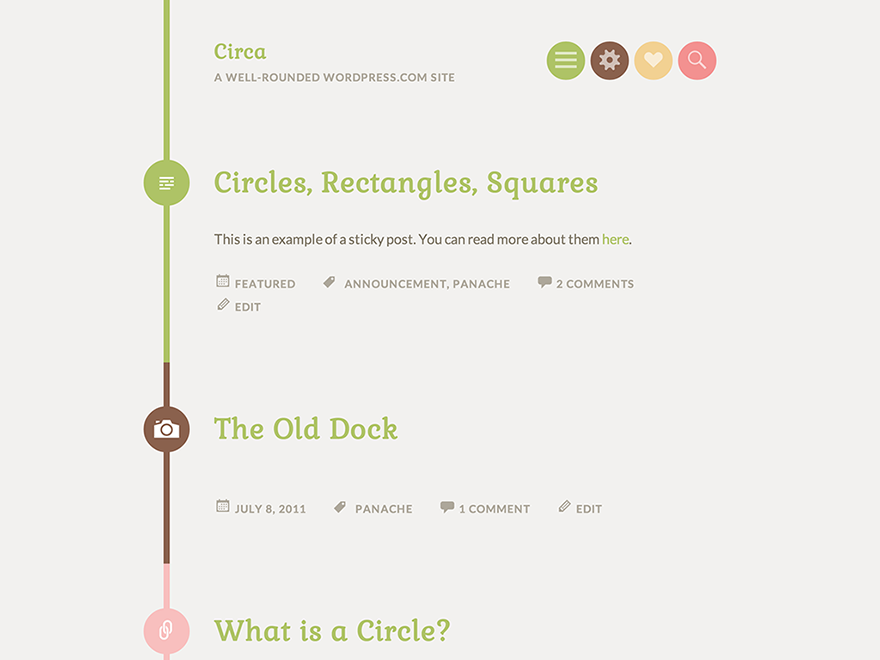 Circa
A WELL-ROUNDED WORDPRESS.COM SITE
Circles, Rectangles, Squares
This is an example of a sticky post. You can read more about them here.
FEATURED ANNOUNCEMENT, PANACHE 2 COMMENTS
EDIT
The Old Dock
JULY 8, 2011 PANACHE 1 COMMENT EDIT
What is a Circle?